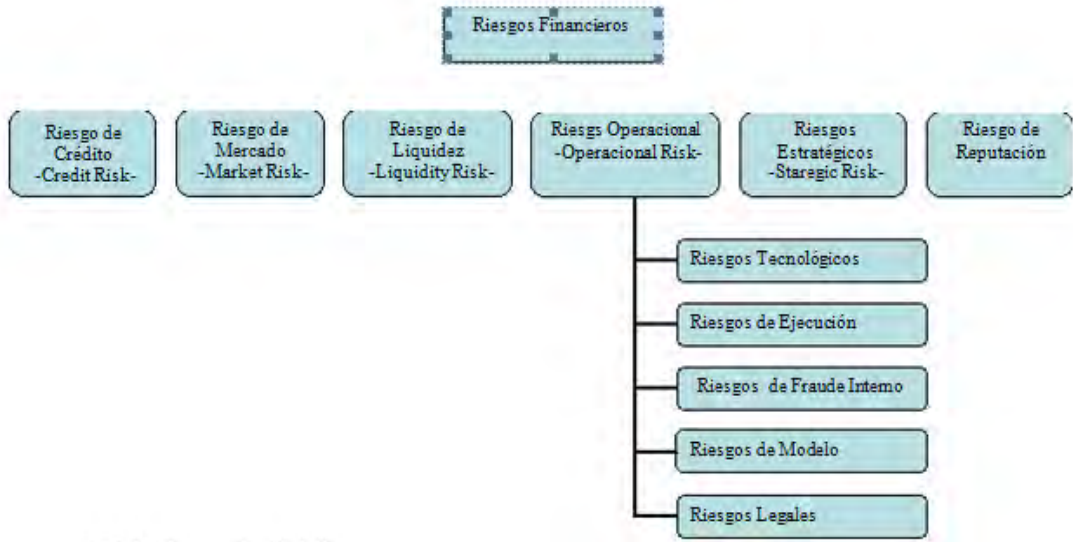 Riesgos Financieros
Riesgo de
Crédito
-Credit Risk-
Riesgo de
Mercado
-Market Risk-
Riesgo de
Liquidez
-Liquidity Risk-
Riesgs Operacional
-Operacional Risk-
Riesgos
Estratégicos
-Staregic Risk-
Riesgo de
Reputación
Riesgos Tecnológicos
Riesgos de Ejecución
Riesgos de Fraude Interno
Riesgos de Modelo
Riesgos Legales